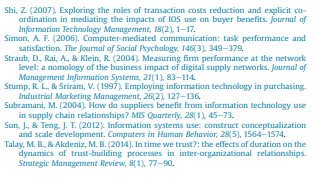 Shi, Z. (2007). Exploring the roles of transaction costs reduction and explicit co-
ordination in mediating the impacts of IOS use on buyer benefits. Journal of
Information Technology Management, 18(2), 1–17.
Simon, A. F. (2006). Computer-mediated communication: task performance and
satisfaction. The Journal of Social Psychology, 146(3), 349–379.
Straub, D., Rai, A., & Klein, R. (2004). Measuring firm performance at the network
level: a nomology of the business impact of digital supply networks. Journal of
Management Information Systems, 21(1), 83–114.
Stump, R. L., & Sriram, V. (1997). Employing information technology in purchasing.
Industrial Marketing Management, 26(2), 127–136.
Subramani, M. (2004). How do suppliers benefit from information technology use
in supply chain relationships? MIS Quarterly, 28(1), 45–73.
Sun, J., & Teng, J. T. (2012). Information systems use: construct conceptualization
and scale development. Computers in Human Behavior, 28(5), 1564–1574.
Talay, M. B., & Akdeniz, M. B. (2014). In time we trust?: the effects of duration on the
dynamics of trust-building processes in inter-organizational relationships.
Strategic Management Review, 8(1), 77–90.